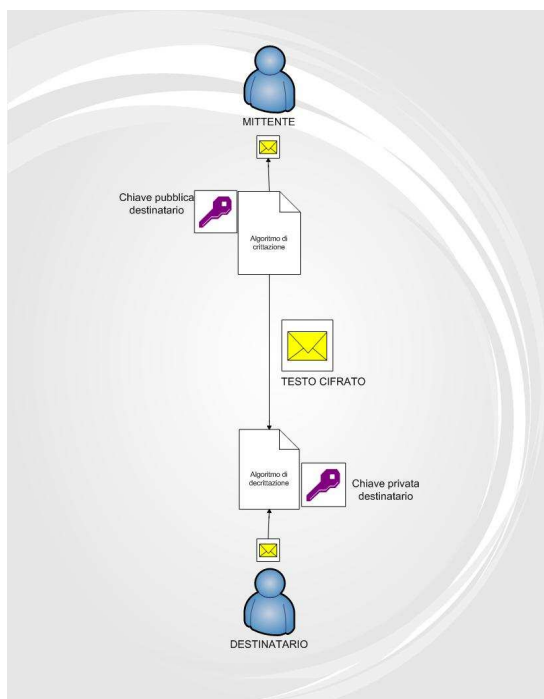 MITTENTE
Chiave pubblica
destinatario
Algoritmo di
crittazione
TESTO CIFRATO
Algoritmo di
decrittazione
Chiave privata
destinatario
DESTINATARIO